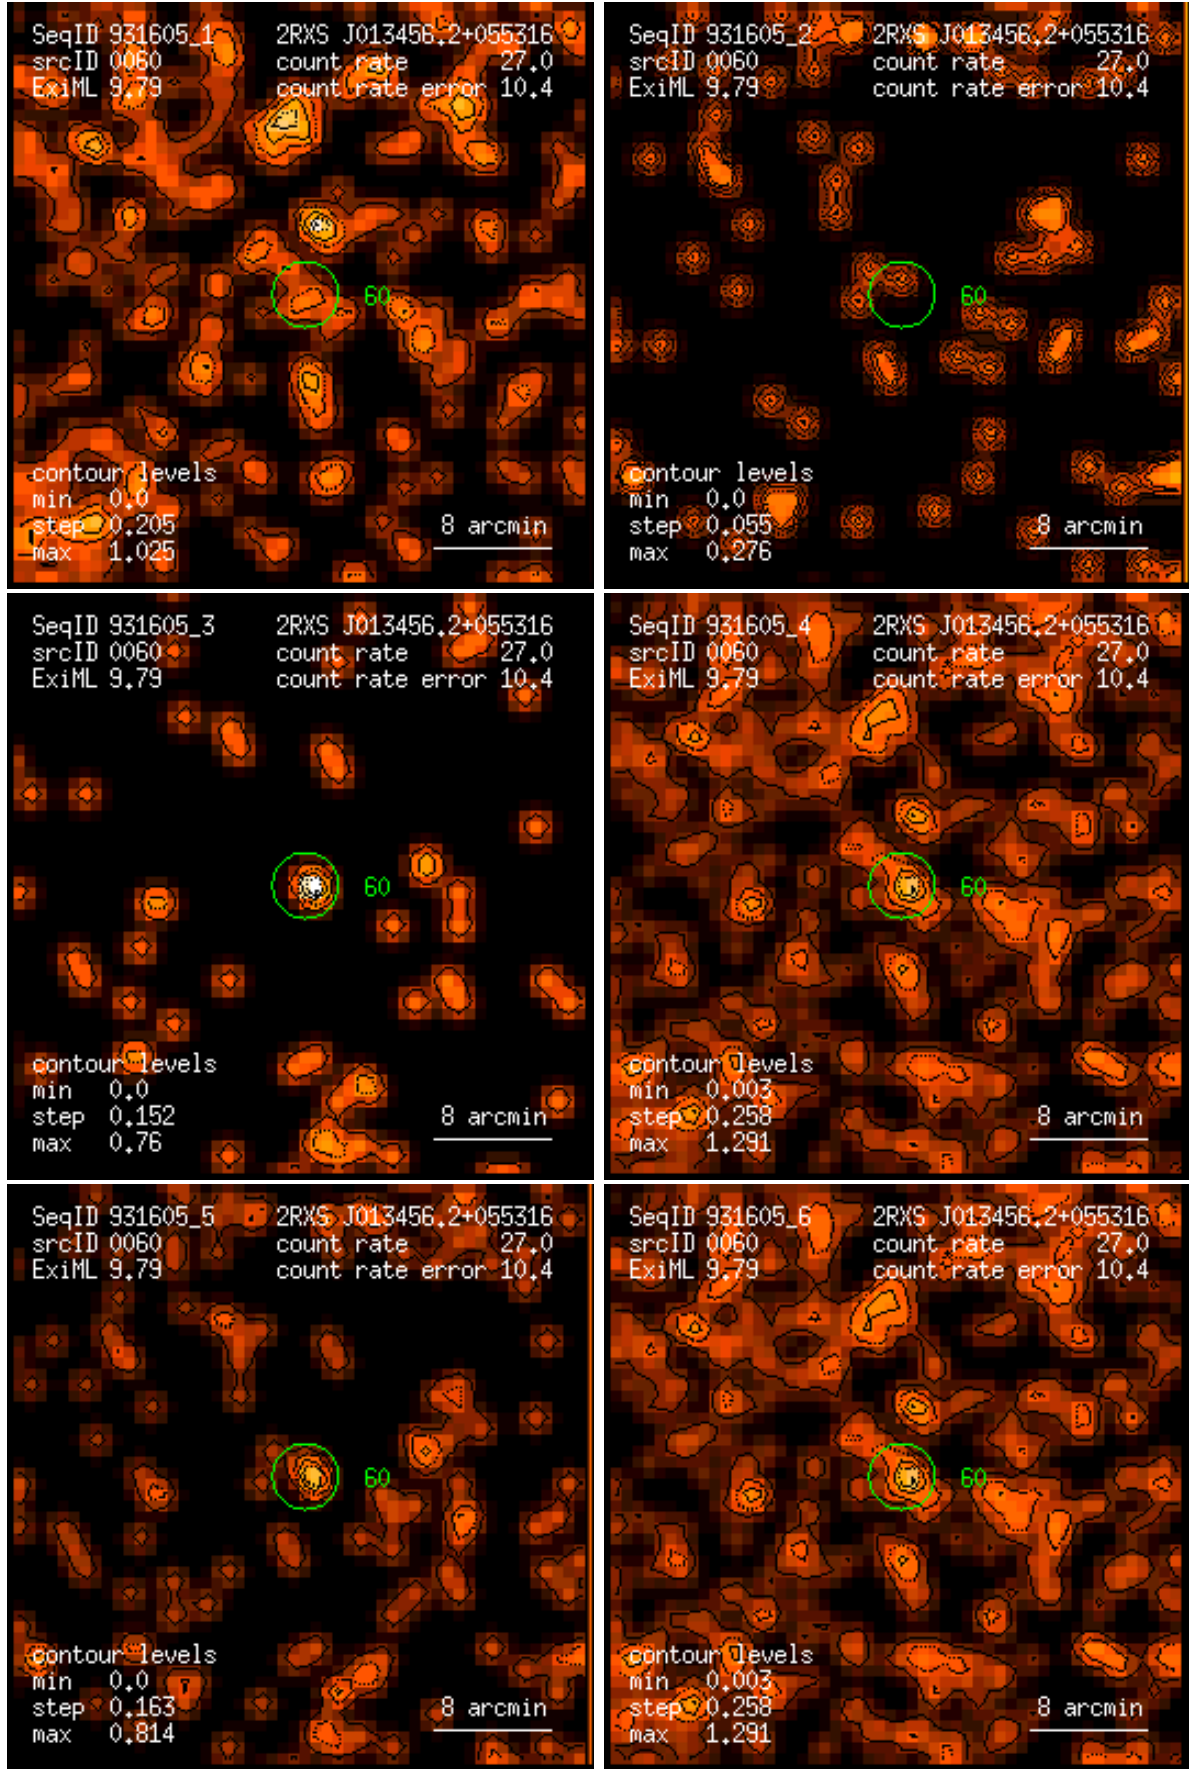 SeqID 931605_1 2RXS J013456.2+055316
srcID 0060 count rate 27.0
ExiML 9.79 count rate error 10.4
60
contour levels
min 0.0
step 0.205 8 arcmin
max 1.025
SeqID 931605_2 2RXS J013456.2+055316
srcID 0060 count rate 27.0
ExiML 9.79 count rate error 10.4
60
contour levels
min 0.0
step 0.055 8 arcmin
max 0.276
SeqID 931605_3 2RXS J013456.2+055316
srcID 0060 count rate 27.0
ExiML 9.79 count rate error 10.4
60
contour levels
min 0.0
step 0.152 8 arcmin
max 0.76
SeqID 931605_4 2RXS J013456.2+055316
srcID 0060 count rate 27.0
ExiML 9.79 count rate error 10.4
60
contour levels
min 0.003
step 0.258 8 arcmin
max 1.291
SeqID 931605_5 2RXS J013456.2+055316
srcID 0060 count rate 27.0
ExiML 9.79 count rate error 10.4
60
contour levels
min 0.0
step 0.163 8 arcmin
max 0.814
SeqID 931605_6 2RXS J013456.2+055316
srcID 0060 count rate 27.0
ExiML 9.79 count rate error 10.4
60
contour levels
min 0.003
step 0.258 8 arcmin
max 1.291